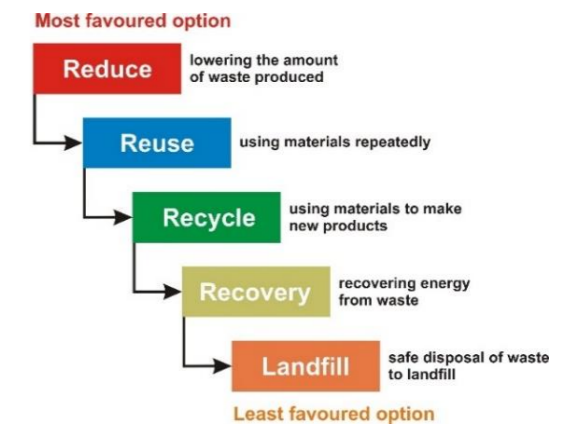 Most favoured option
Reduce
lowering the amount
of waste produced
Reuse
using materials repeatedly
Recycle
using materials to make
new products
Recovery
recovering energy
from waste
Landfill
safe disposal of waste
to landfill
Least favoured option